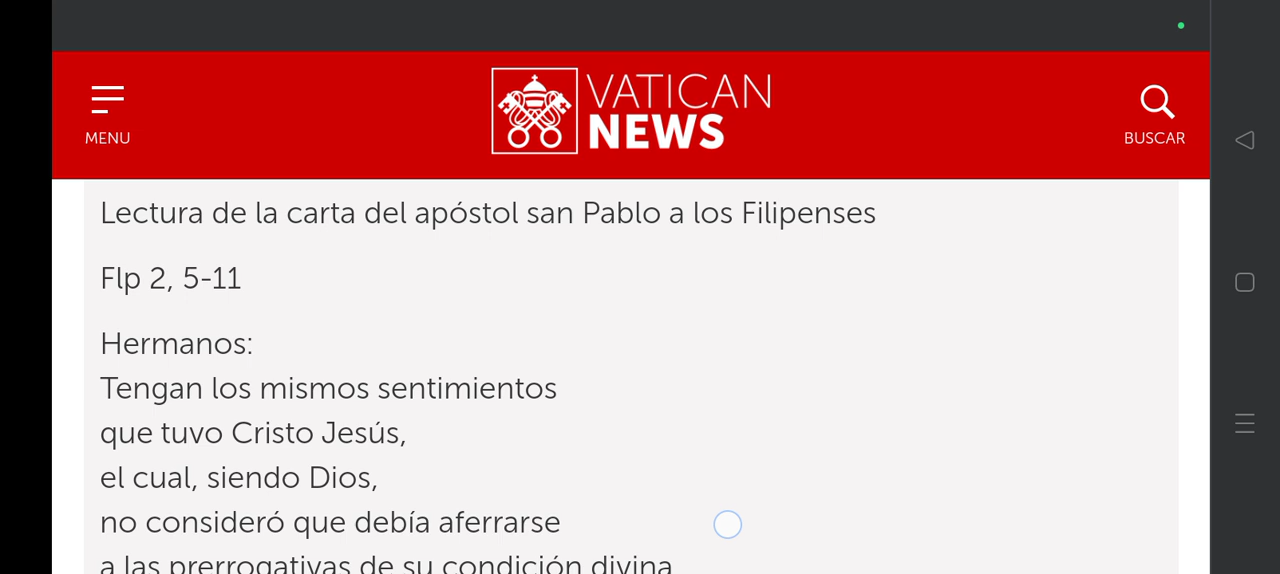 VATICAN
NEWS
MENU
BUSCAR
Lectura de la carta del apóstol san Pablo a los Filipenses
Flp 2, 5-11
Hermanos:
Tengan los mismos sentimientos
que tuvo Cristo Jesús,
el cual, siendo Dios,
no consideró que debía aferrarse
a las prerrogativas de su condición divina